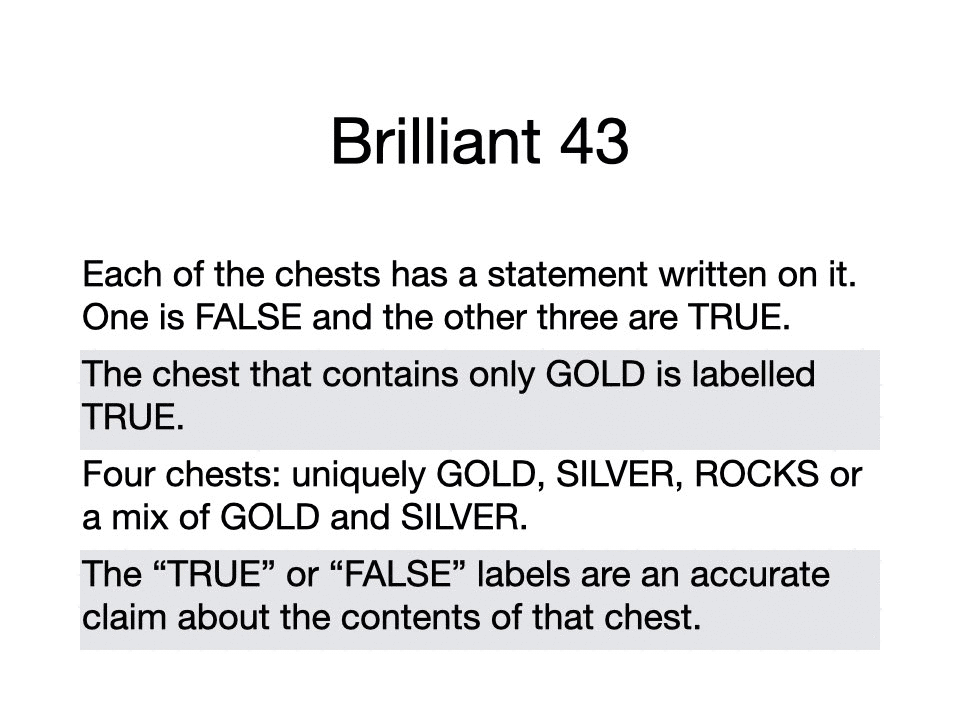 Brilliant 43
Each of the chests has a statement written on it.
One is FALSE and the other three are TRUE.
The chest that contains only GOLD is labelled
TRUE.
Four chests: uniquely GOLD, SILVER, ROCKS or
a mix of GOLD and SILVER.
The “TRUE” or “FALSE” labels are an accurate
claim about the contents of that chest.